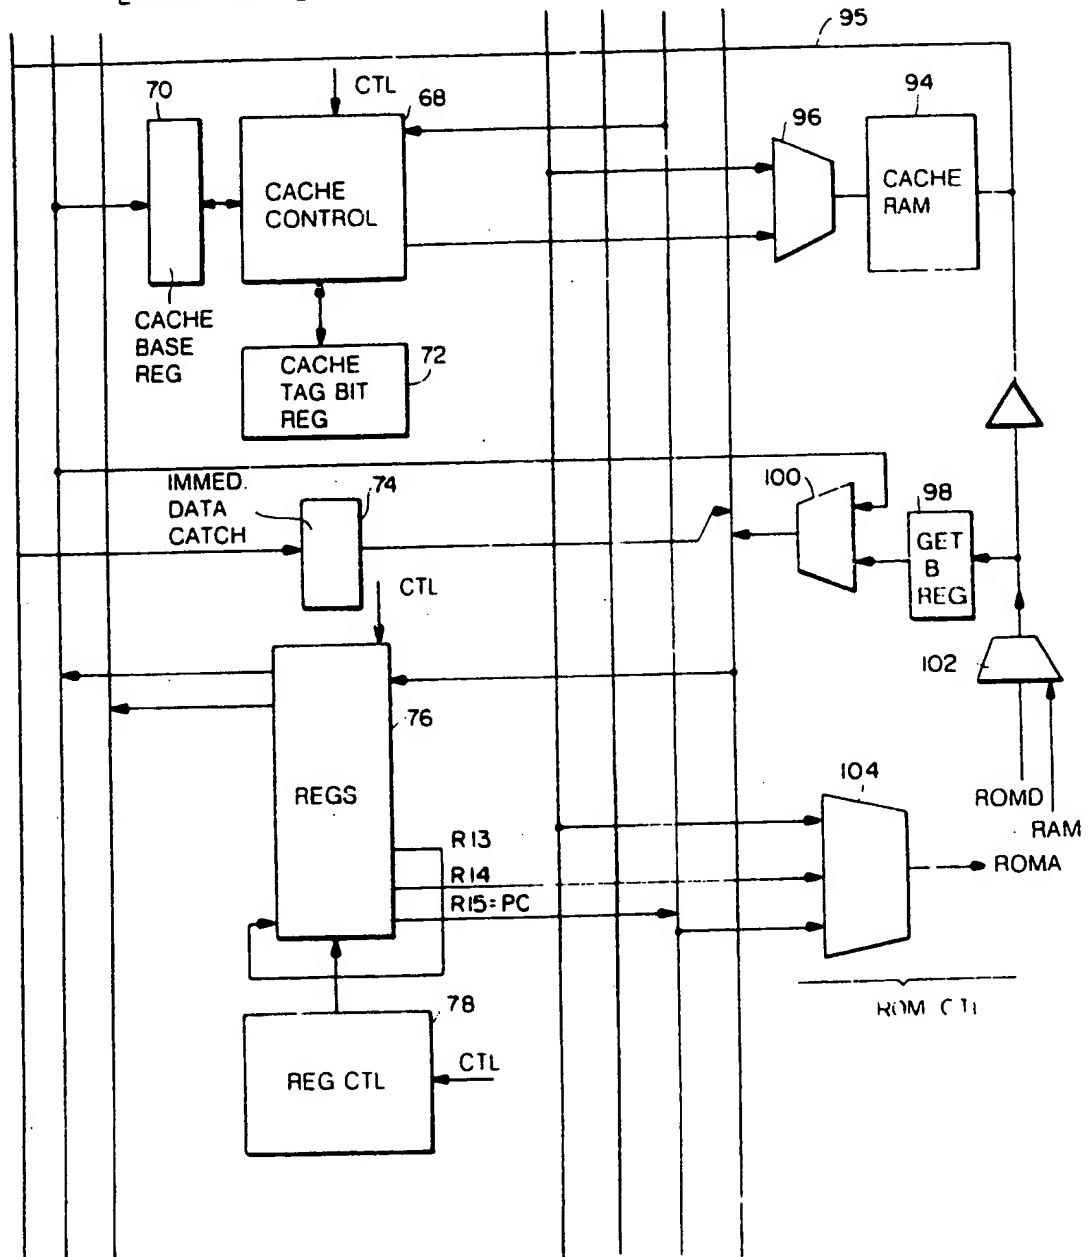 95
70
CTL
68
94
96
CACHE
CONTROL
CACHE
RAM
CACHE
BASE
REG
72
CACHE
TAG BIT
REG
IMMED.
DATA
CATCH
74
100
98
GET
B
REG
CTL
102
76
REGS
104
ROMD
RAM
R13
R14
ROMA
R15=PC
ROM CTL
78
REG CTL
CTL